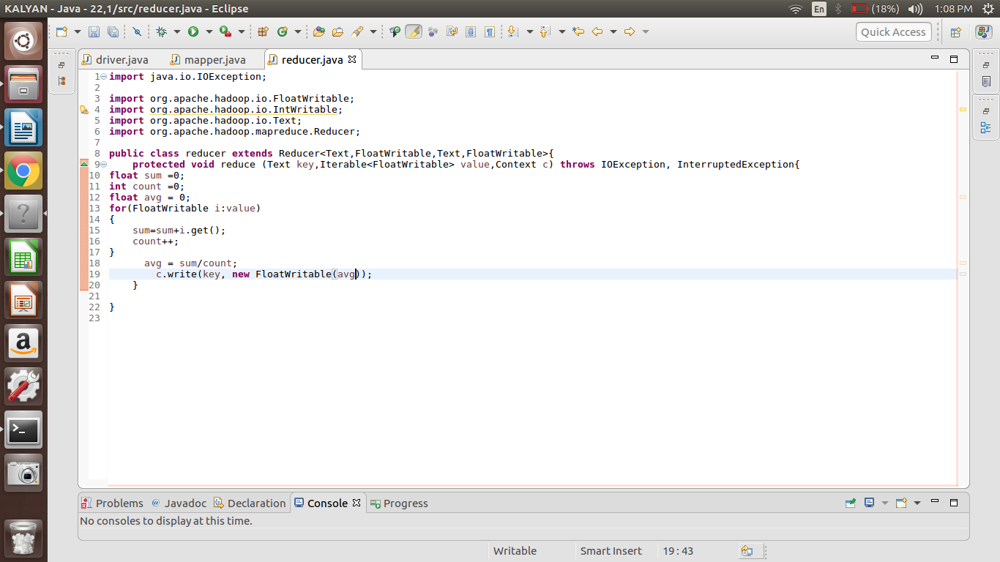 KALYAN - Java - 22,1/src/reducer.java - Eclipse
En
(18%)
1:08 PM
Quick Access
driver.java
mapper.java
reducer.java
1 import java.io.IOException;
2
3 import org.apache.hadoop.io.FloatWritable;
4 import org.apache.hadoop.io.IntWritable;
5 import org.apache.hadoop.io.Text;
6 import org.apache.hadoop.mapreduce.Reducer;
7
8 public class reducer extends Reducer<Text,FloatWritable,Text,FloatWritable>{
9 protected void reduce (Text key,Iterable<FloatWritable> value,Context c) throws IOException, InterruptedException{
10 float sum =0;
11 int count =0;
12 float avg = 0;
13 for(FloatWritable i:value)
14 {
15 sum=sum+i.get();
16 count++;
17 }
18 avg = sum/count;
19 c.write(key, new FloatWritable(avg));
20 }
21
22 }
23
Problems
@ Javadoc
Declaration
Console
Progress
No consoles to display at this time.
Writable
Smart Insert
19 : 43